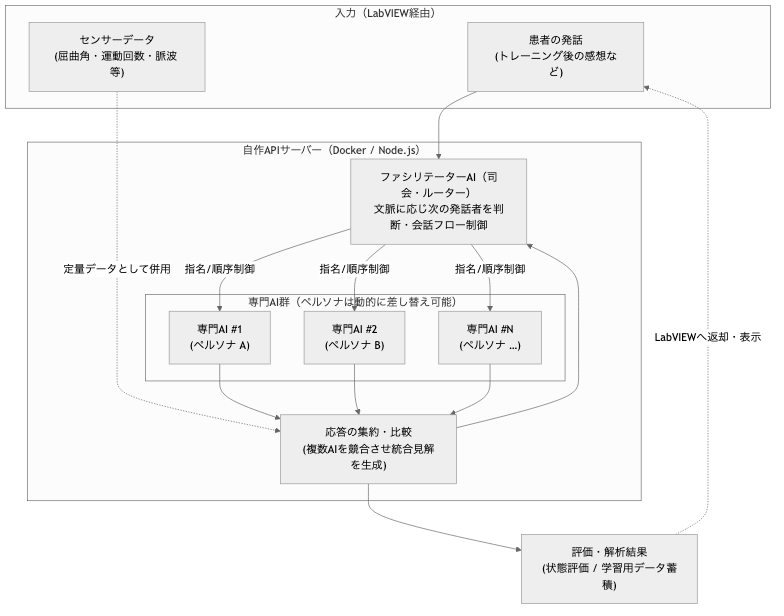 入力（LabVIEW経由）
センサーデータ
(屈曲角・運動回数・脈波
等)
患者の発話
(トレーニング後の感想な
ど)
自作APIサーバー（Docker / Node.js）
ファシリテーターAI（司
会・ルーター）
文脈に応じ次の発話者を判
断・会話フロー制御
定量データとして併用
指名/順序制御
指名/順序制御
指名/順序制御
専門AI群（ペルソナは動的に差し替え可能）
専門AI #1
(ペルソナ A)
専門AI #2
(ペルソナ B)
専門AI #N
(ペルソナ ...)
LabVIEWへ返却・表示
応答の集約・比較
(複数AIを競合させ統合見解
を生成)
評価・解析結果
(状態評価 / 学習用データ蓄
積)